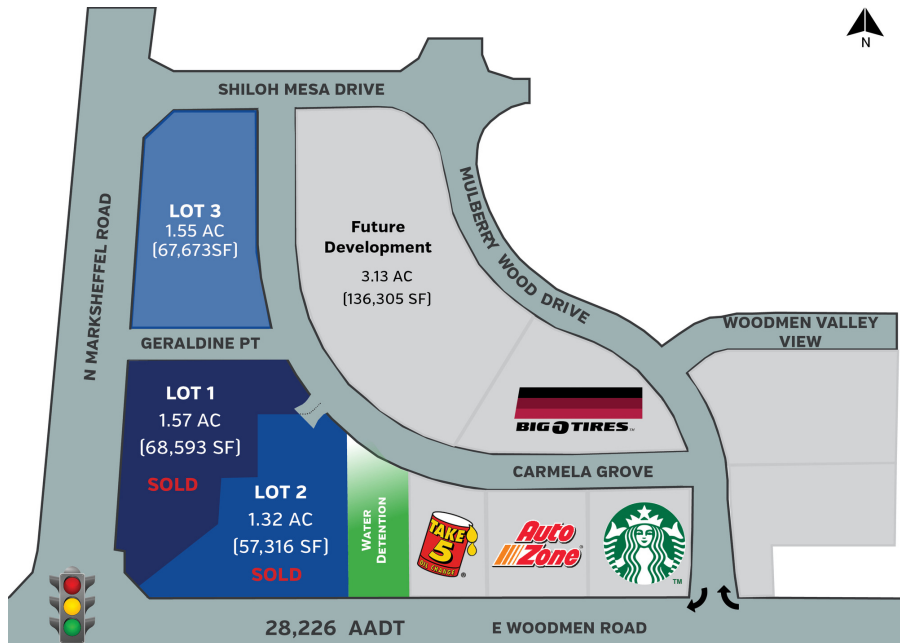 N
SHILOH MESA DRIVE
N MARKSHEFFEL ROAD
LOT 3
1.55 AC
(67,673SF)
Future
Development
3.13 AC
(136,305 SF)
MULBERRY WOOD DRIVE
WOODMEN VALLEY
VIEW
GERALDINE PT
LOT 1
1.57 AC
(68,593 SF)
SOLD
BIG O TIRES
CARMELA GROVE
LOT 2
1.32 AC
(57,316 SF)
SOLD
WATER
DETENTION
TAKE
5
OIL CHANGE
®
Auto
Zone
TM
28,226 AADT
E WOODMEN ROAD